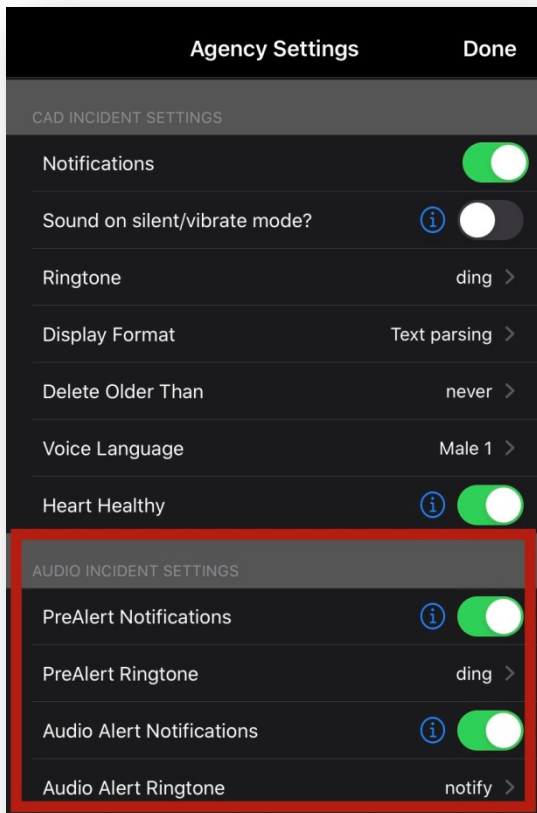 Agency Settings Done
CAD INCIDENT SETTINGS
Notifications
Sound on silent/vibrate mode?
Ringtone ding
Display Format Text parsing
Delete Older Than never
Voice Language Male 1
Heart Healthy
AUDIO INCIDENT SETTINGS
PreAlert Notifications
PreAlert Ringtone ding
Audio Alert Notifications
Audio Alert Ringtone notify